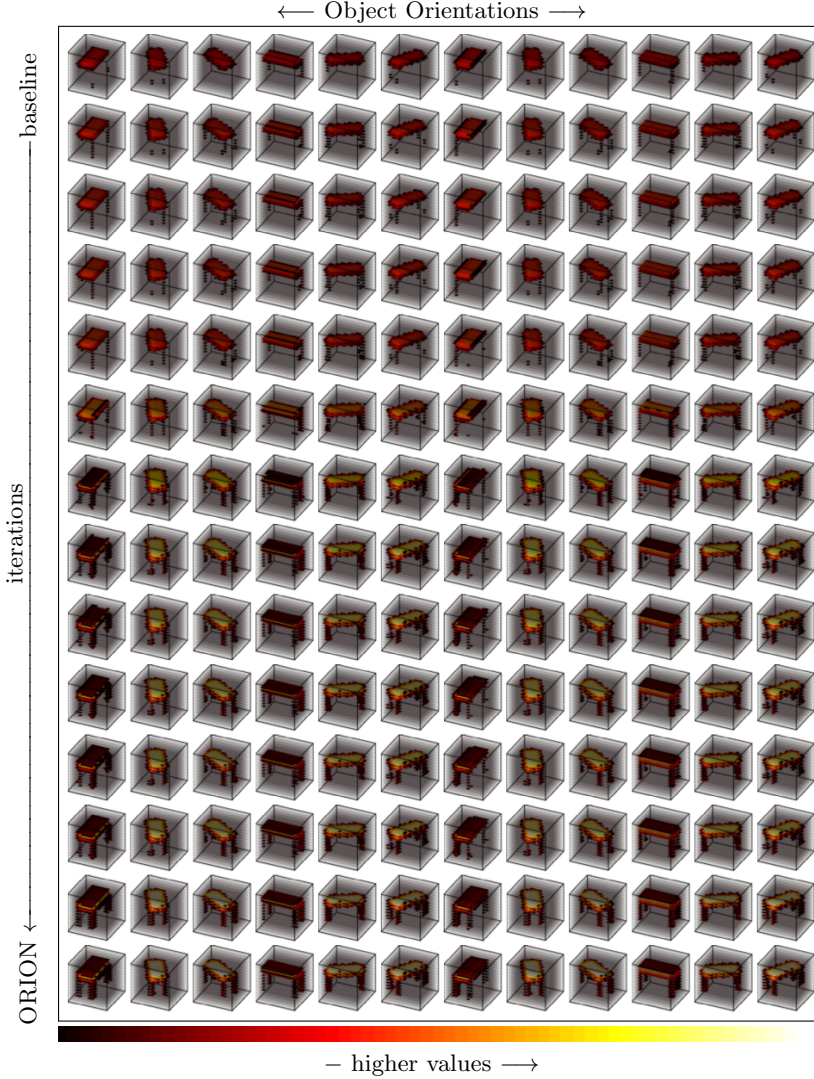 ⟵ Object Orientations ⟶
baseline
iterations
ORION
− higher values ⟶